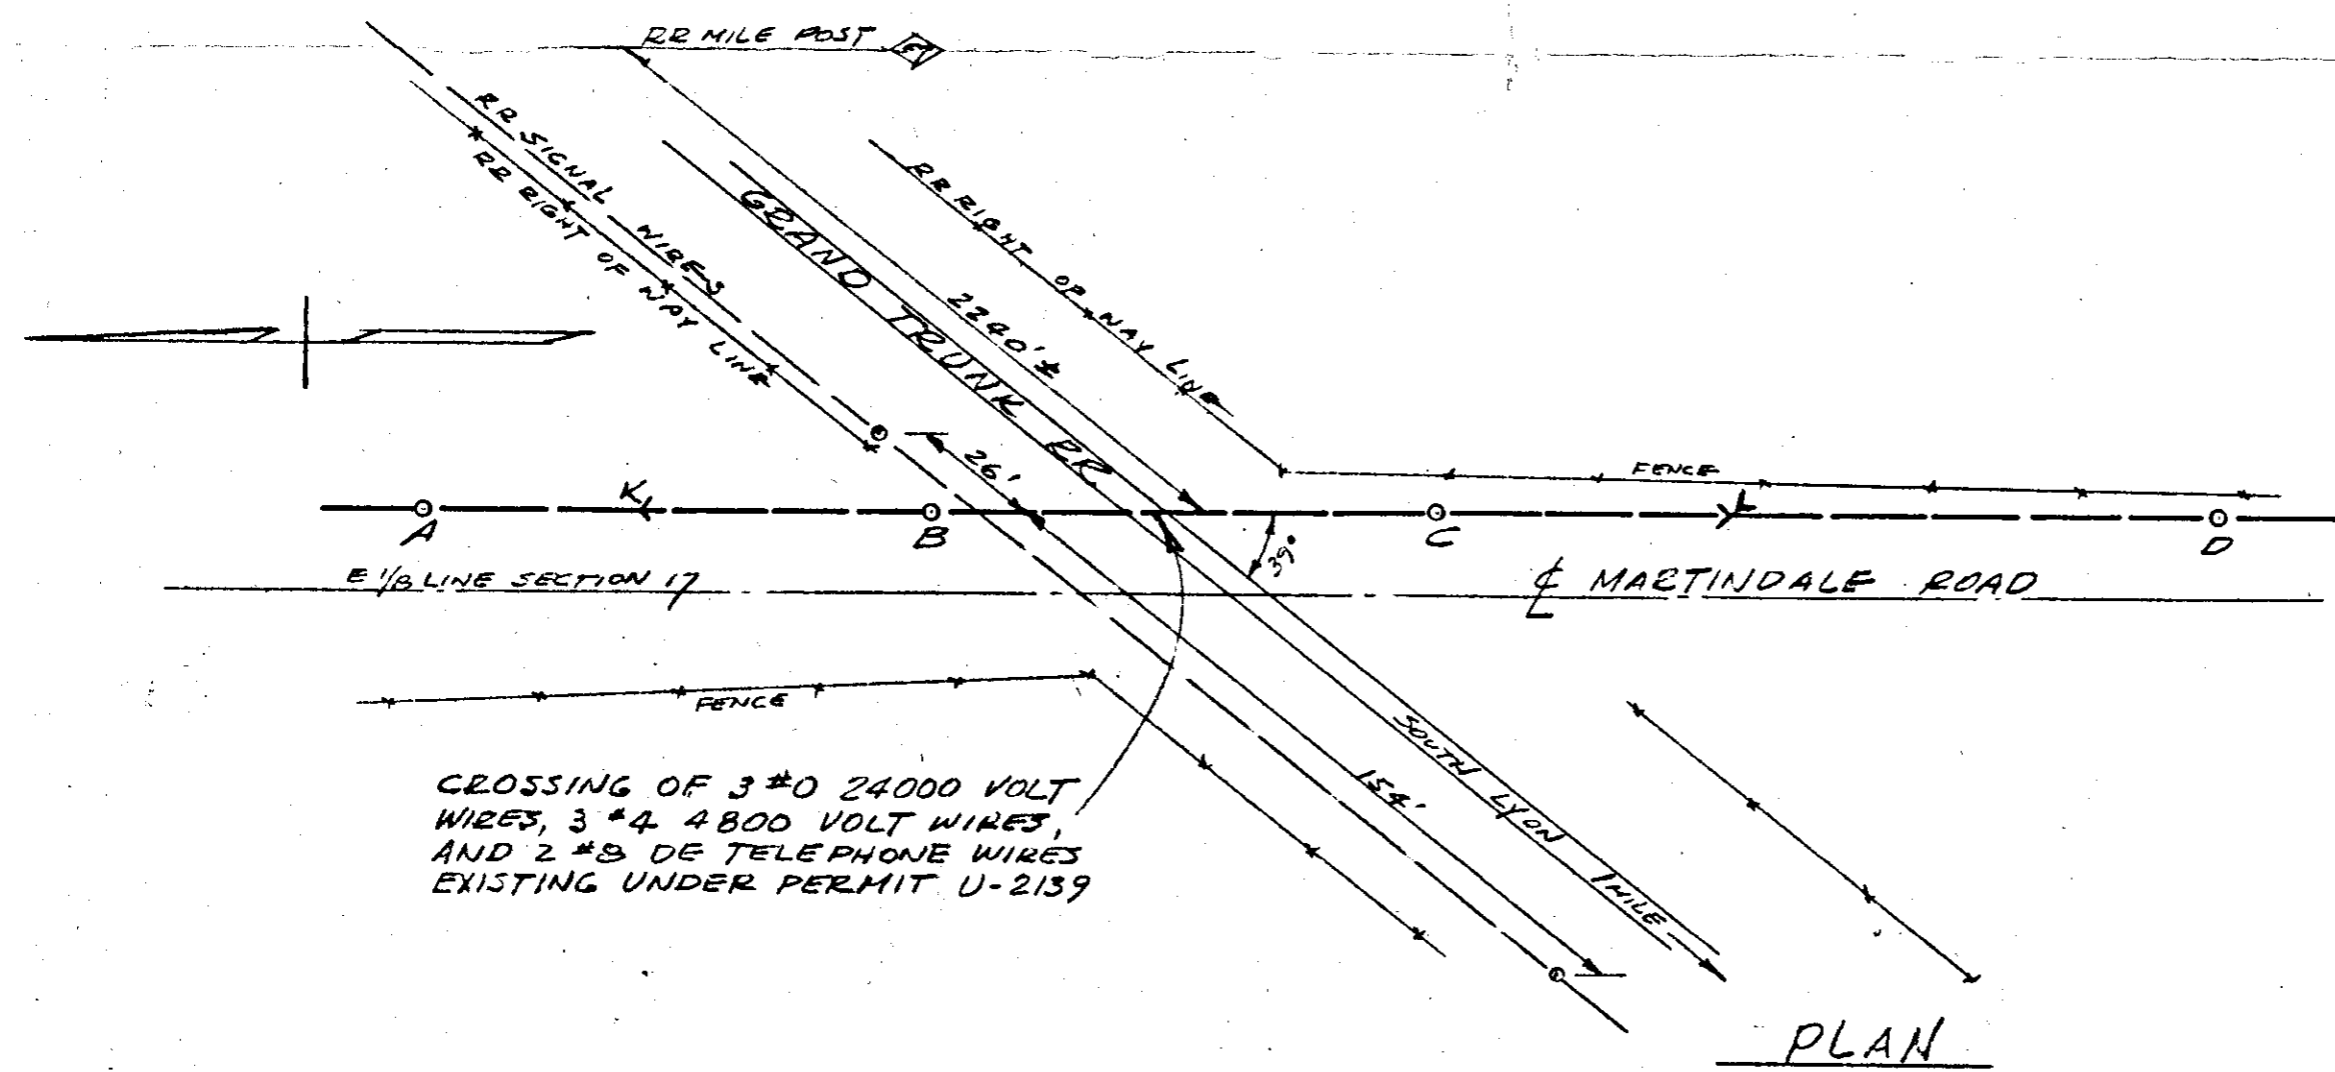 RR MILE POST
RR SIGNAL WIRES
RR RIGHT OF WAY LINE
GRAND TRUNK RR
2240'±
RR RIGHT OF WAY LINE
26'
FENCE
K
L
A
B
C
D
39°
E 1/8 LINE SECTION 17
℄ MARTINDALE ROAD
FENCE
SOUTH LYON 1 MILE
154'
CROSSING OF 3 #0 24000 VOLT
WIRES, 3 #4 4800 VOLT WIRES,
AND 2 #8 DE TELEPHONE WIRES
EXISTING UNDER PERMIT U-2139
PLAN